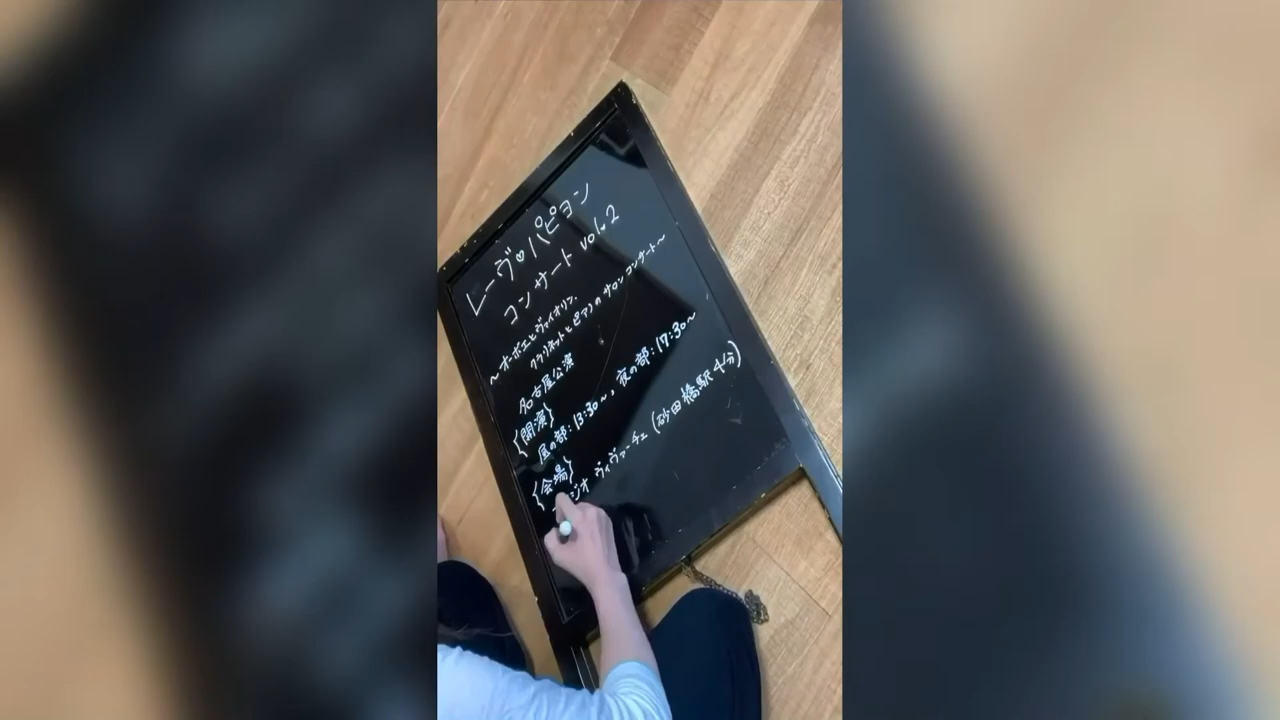 レーヴ♡パピヨン
コンサート vol.2
～オーボエとヴァイオリン、
クラリネットとピアノのサロンコンサート～
名古屋公演
{開演}
昼の部:13:30～, 夜の部:17:30～
{会場}
ジオ ヴィヴァーチェ (砂田橋駅4分)